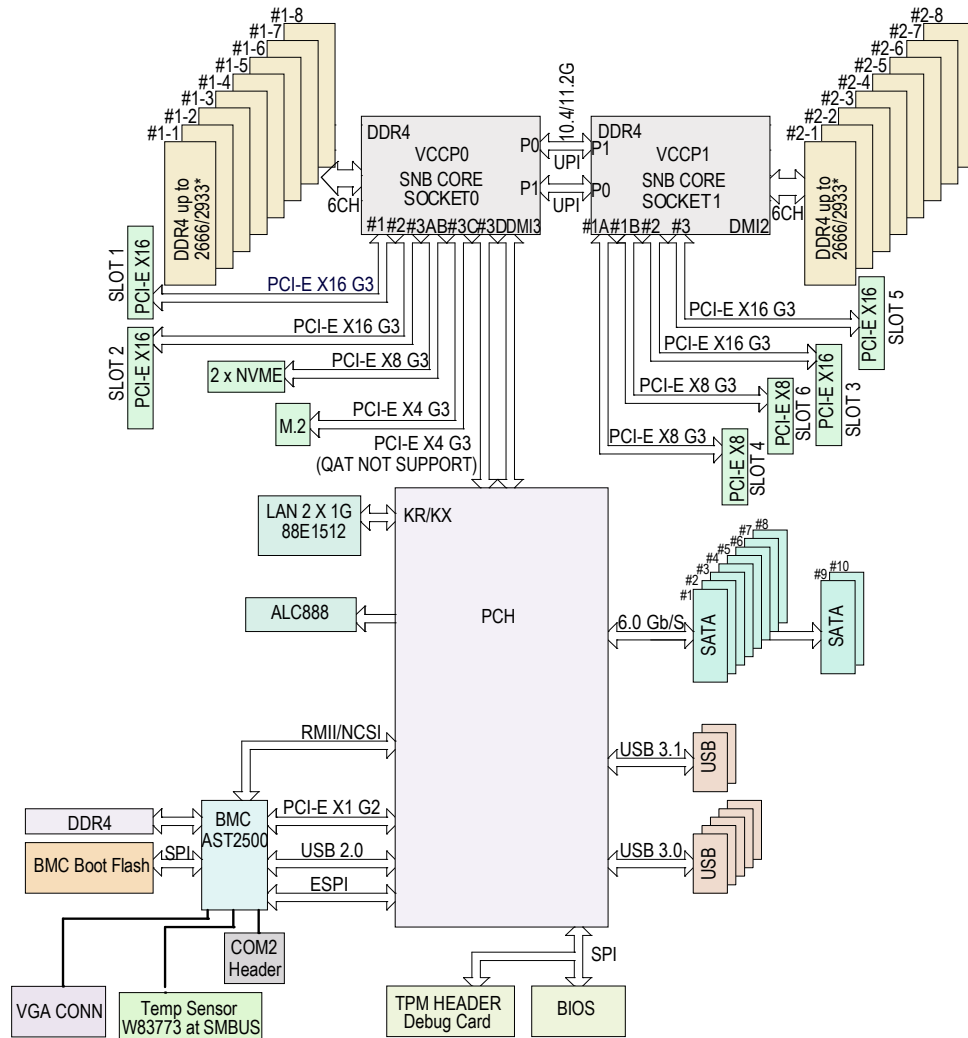 #1-8
#1-7
#1-6
#1-5
#1-4
#1-3
#1-2
#1-1
DDR4 up to
2666/2933*
6CH
DDR4
VCCP0
SNB CORE
SOCKET0
P0
P1
#1 #2 #3AB #3C #3D DMI3
10.4/11.2G
UPI
UPI
DDR4
P1
VCCP1
P0
SNB CORE
SOCKET1
#1A #1B #2 #3
DMI2
6CH
#2-8
#2-7
#2-6
#2-5
#2-4
#2-3
#2-2
#2-1
DDR4 up to
2666/2933*
SLOT 1
PCI-E X16
PCI-E X16 G3
SLOT 2
PCI-E X16
PCI-E X16 G3
2 x NVME
PCI-E X8 G3
M.2
PCI-E X4 G3
PCI-E X4 G3
(QAT NOT SUPPORT)
PCI-E X16 G3
PCI-E X16
SLOT 5
PCI-E X16 G3
PCI-E X16
SLOT 3
PCI-E X8 G3
PCI-E X8
SLOT 6
PCI-E X8 G3
PCI-E X8
SLOT 4
LAN 2 X 1G
88E1512
KR/KX
ALC888
PCH
6.0 Gb/S
#1
#2
#3
#4
#5
#6
#7
#8
SATA
#9
#10
SATA
RMII/NCSI
USB 3.1
USB
DDR4
BMC
AST2500
PCI-E X1 G2
BMC Boot Flash
SPI
USB 2.0
USB 3.0
USB
ESPI
COM2
Header
VGA CONN
Temp Sensor
W83773 at SMBUS
SPI
TPM HEADER
Debug Card
BIOS